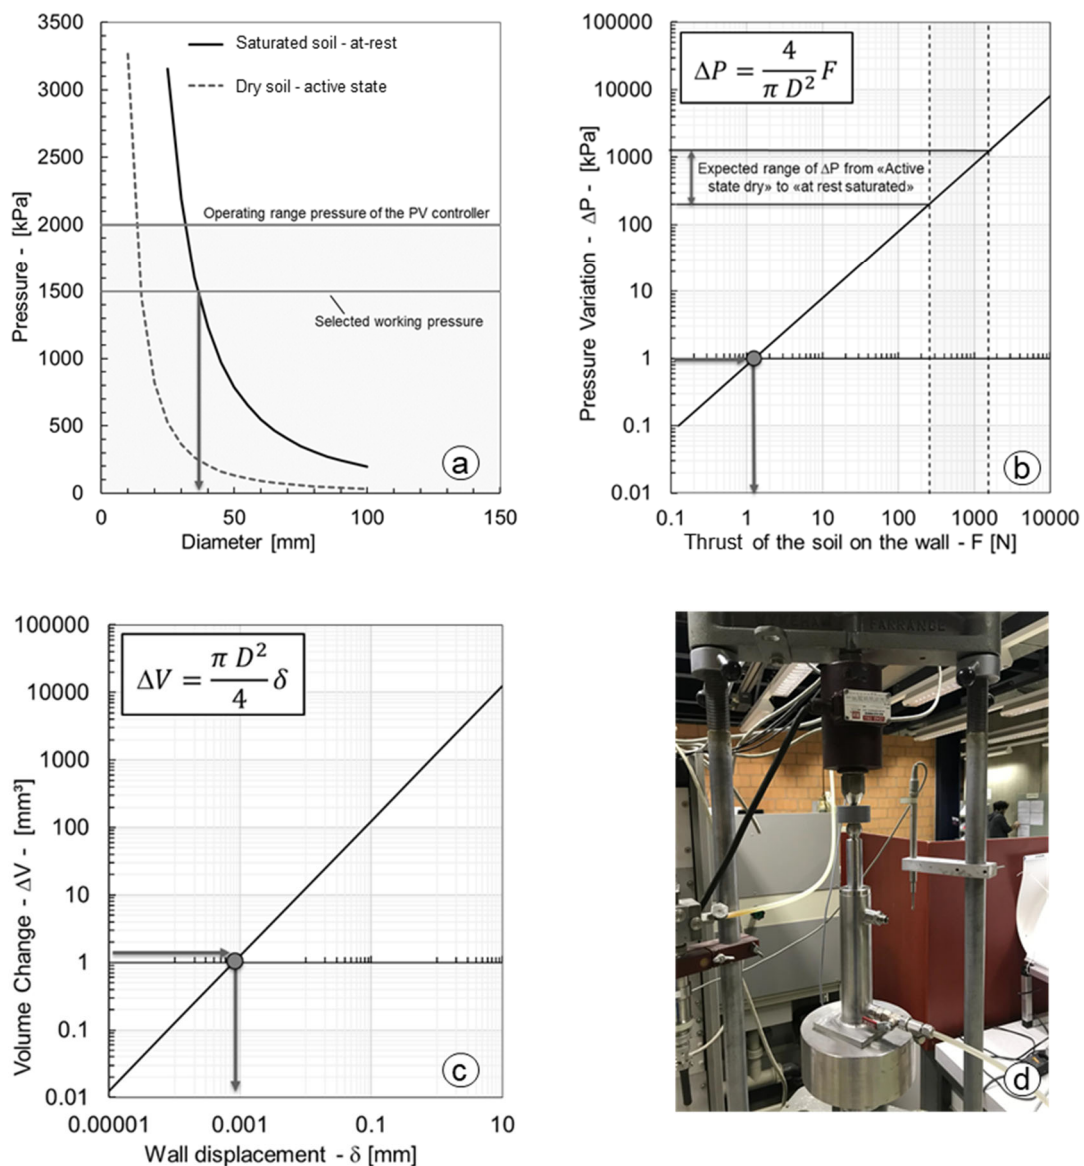 3500
3000
2500
2000
1500
1000
500
0
0
50
100
150
Pressure - [kPa]
Diameter [mm]
Saturated soil - at-rest
Dry soil - active state
Operating range pressure of the PV controller
Selected working pressure
a
100000
10000
1000
100
10
1
0.1
0.01
0.1
1
10
100
1000
10000
Pressure Variation - ΔP - [kPa]
Thrust of the soil on the wall - F [N]
ΔP = 4 / π D² F
Expected range of ΔP from «Active
state dry» to «at rest saturated»
b
100000
10000
1000
100
10
1
0.1
0.01
0.00001
0.001
0.1
10
Volume Change - ΔV - [mm³]
Wall displacement - δ [mm]
ΔV = π D² / 4 δ
c
FARRANCE
d